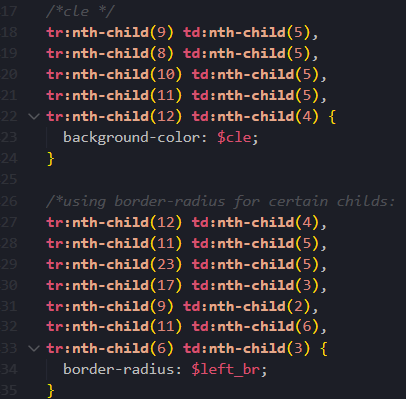 17 /*cle */
18 tr:nth-child(9) td:nth-child(5),
19 tr:nth-child(8) td:nth-child(5),
20 tr:nth-child(10) td:nth-child(5),
21 tr:nth-child(11) td:nth-child(5),
22 tr:nth-child(12) td:nth-child(4) {
23 background-color: $cle;
24 }
25
26 /*using border-radius for certain childs:
27 tr:nth-child(12) td:nth-child(4),
28 tr:nth-child(11) td:nth-child(5),
29 tr:nth-child(23) td:nth-child(5),
30 tr:nth-child(17) td:nth-child(3),
31 tr:nth-child(9) td:nth-child(2),
32 tr:nth-child(11) td:nth-child(6),
33 tr:nth-child(6) td:nth-child(3) {
34 border-radius: $left_br;
35 }